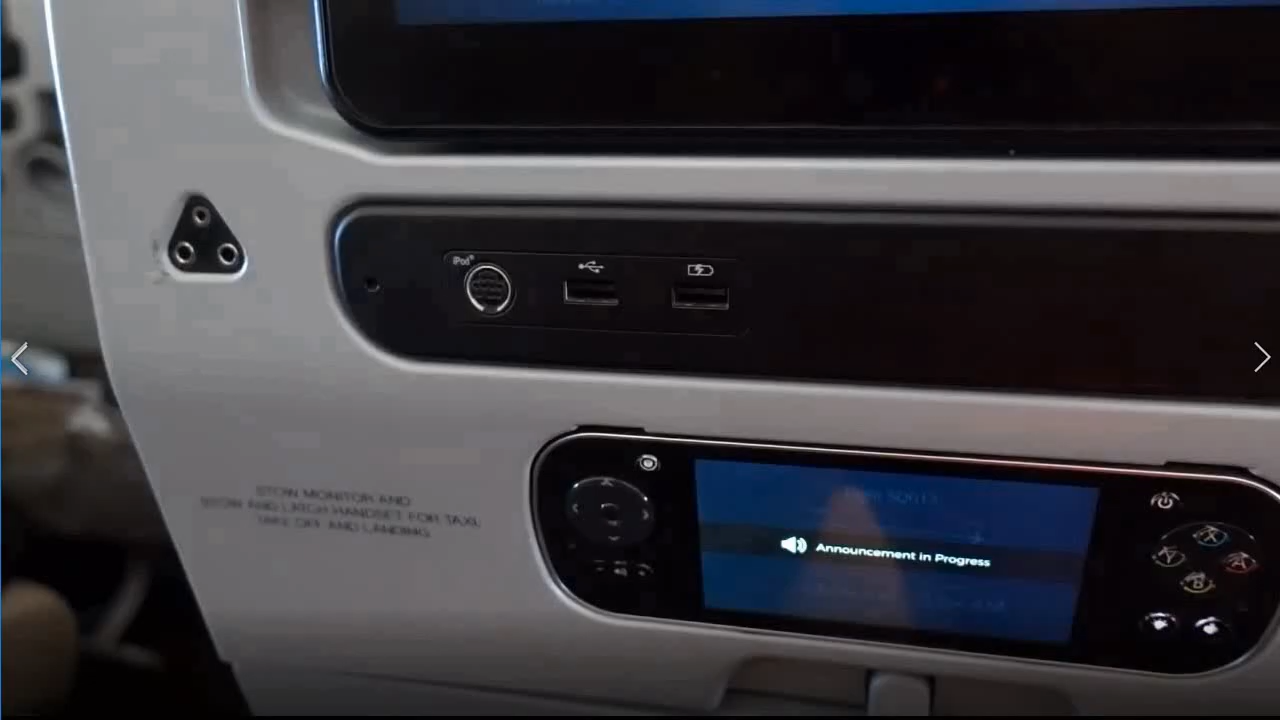 iPod®
STOW MONITOR AND
STOW AND LATCH HANDSET FOR TAXI,
TAKE OFF AND LANDING.
Announcement in Progress
X
Y
A
B